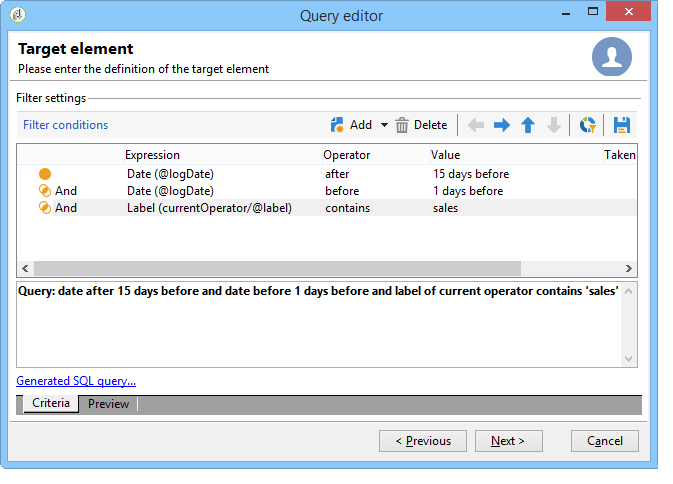 Query editor
Target element
Please enter the definition of the target element
Filter settings
Filter conditions Add Delete
Expression Operator Value Taken
Date (@logDate) after 15 days before
And Date (@logDate) before 1 days before
And Label (currentOperator/@label) contains sales
Query: date after 15 days before and date before 1 days before and label of current operator contains 'sales'
Generated SQL query...
Criteria Preview
< Previous Next > Cancel